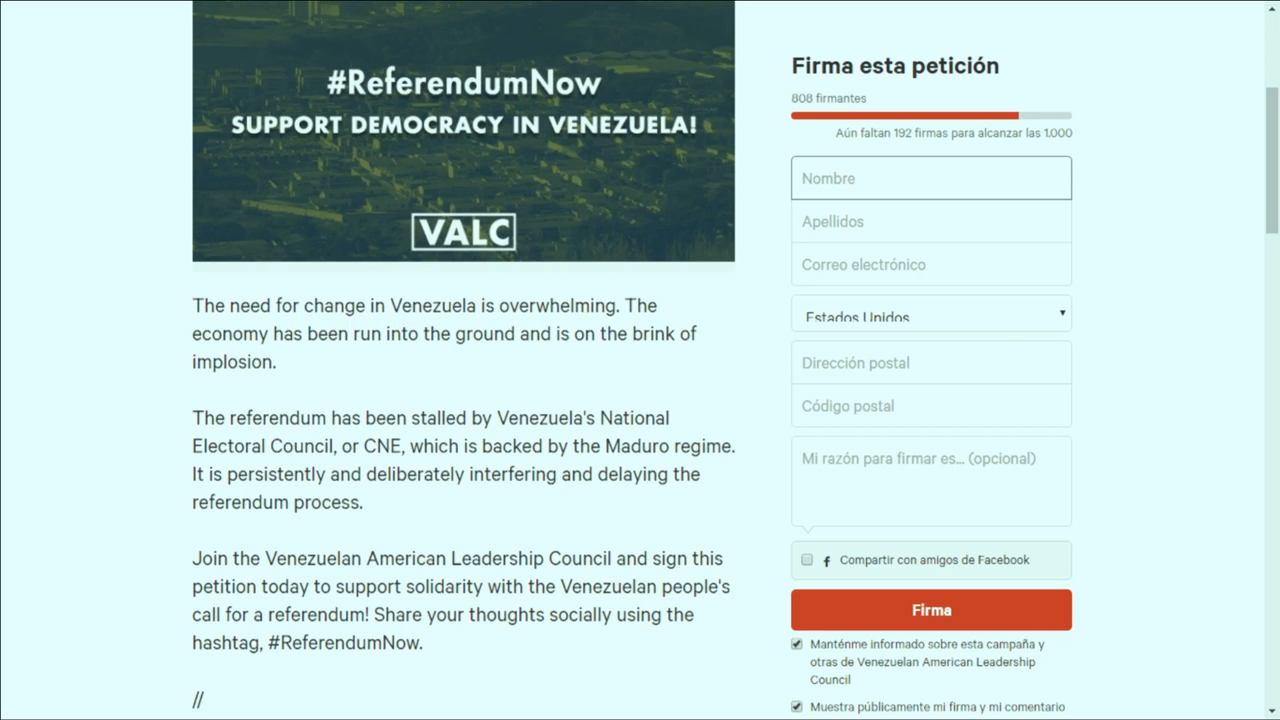 #ReferendumNow
SUPPORT DEMOCRACY IN VENEZUELA!
VALC
The need for change in Venezuela is overwhelming. The
economy has been run into the ground and is on the brink of
implosion.
The referendum has been stalled by Venezuela's National
Electoral Council, or CNE, which is backed by the Maduro regime.
It is persistently and deliberately interfering and delaying the
referendum process.
Join the Venezuelan American Leadership Council and sign this
petition today to support solidarity with the Venezuelan people's
call for a referendum! Share your thoughts socially using the
hashtag, #ReferendumNow.
//
Firma esta petición
808 firmantes
Aún faltan 192 firmas para alcanzar las 1.000
Nombre
Apellidos
Correo electrónico
Estados Unidos
Dirección postal
Código postal
Mi razón para firmar es... (opcional)
f Compartir con amigos de Facebook
Firma
Manténme informado sobre esta campaña y
otras de Venezuelan American Leadership
Council
Muestra públicamente mi firma y mi comentario